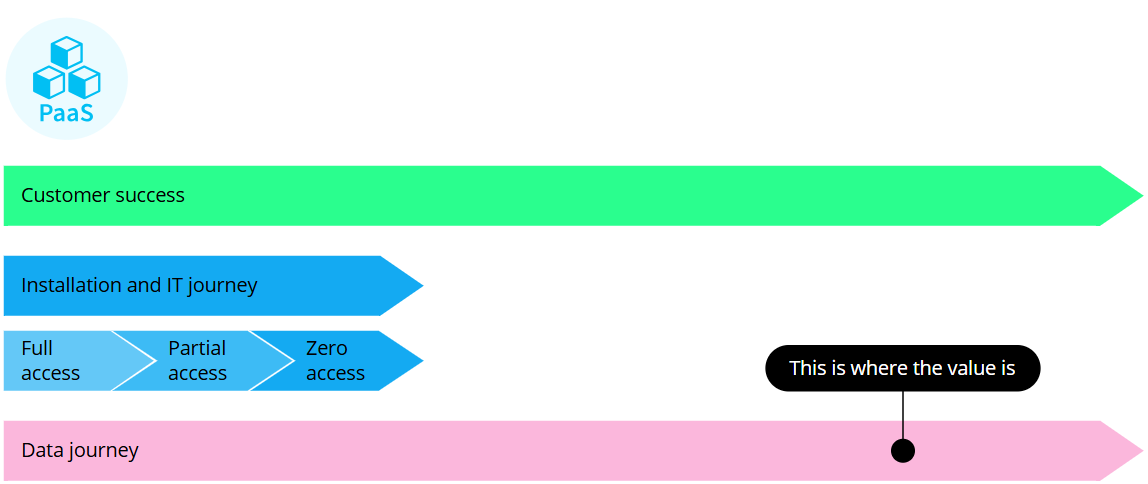 PaaS
Customer success
Installation and IT journey
Full
access
Partial
access
Zero
access
This is where the value is
Data journey